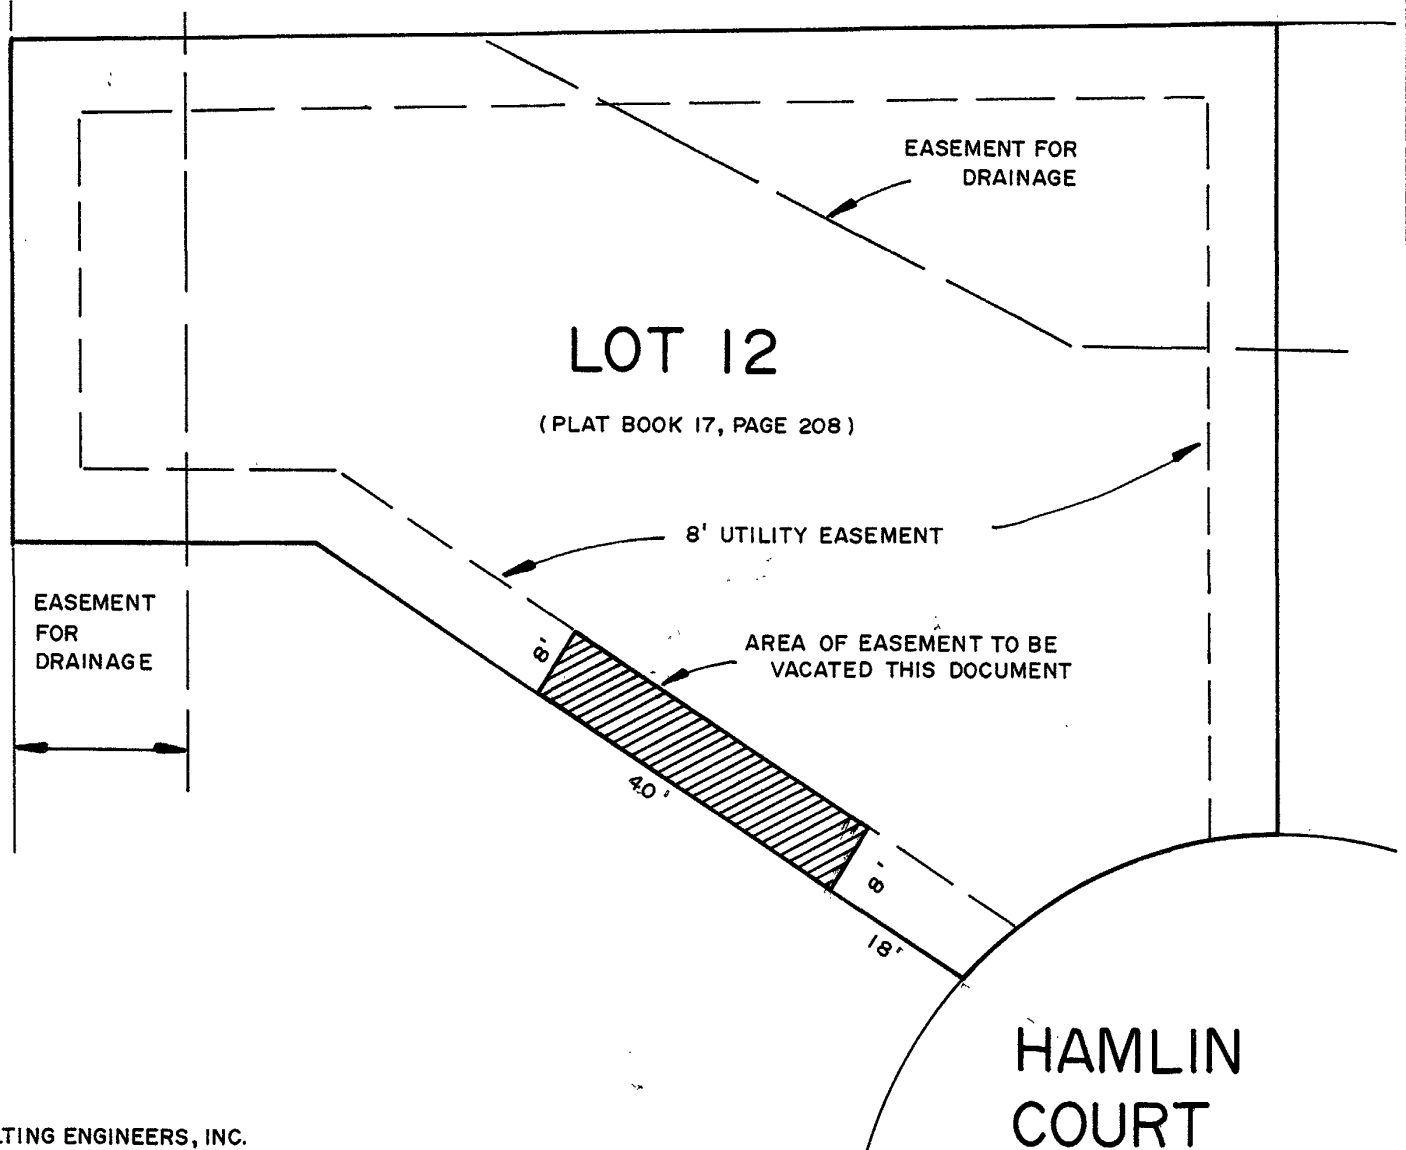 EASEMENT FOR
DRAINAGE
LOT 12
(PLAT BOOK 17, PAGE 208)
8' UTILITY EASEMENT
EASEMENT
FOR
DRAINAGE
8'
AREA OF EASEMENT TO BE
VACATED THIS DOCUMENT
40'
8'
18'
HAMLIN
COURT
LTING ENGINEERS, INC.